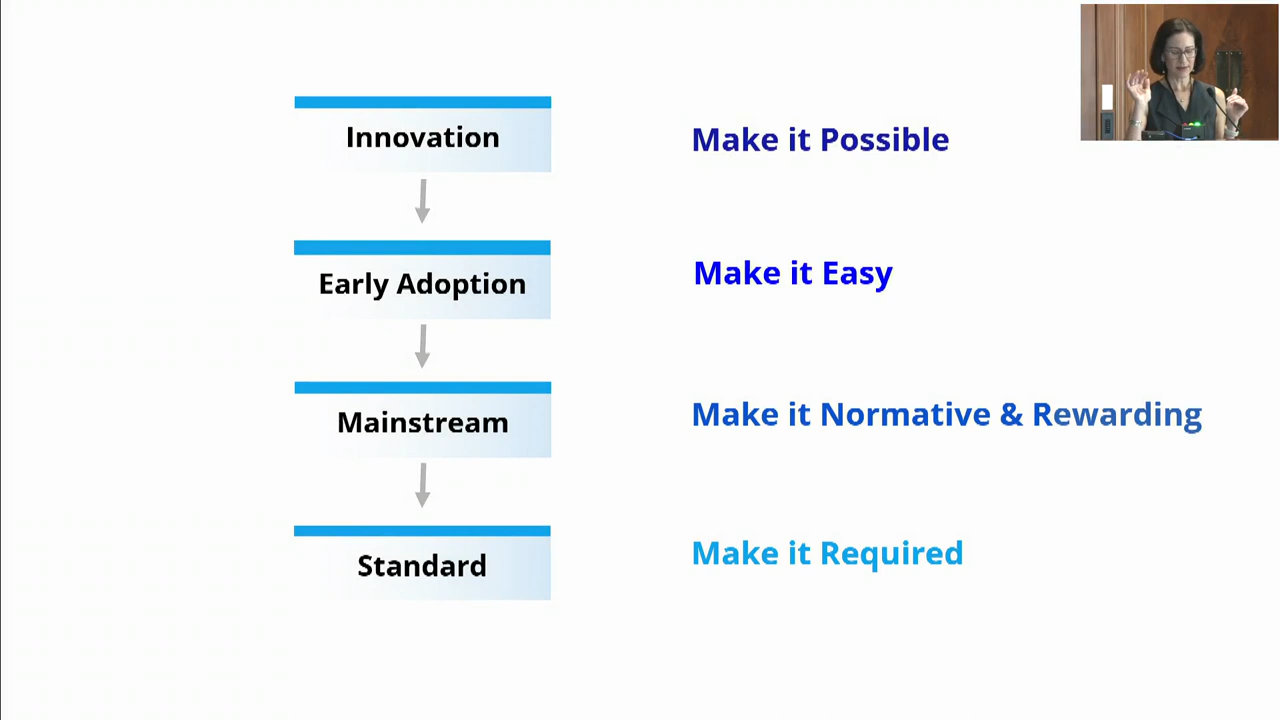 Innovation
Make it Possible
Early Adoption
Make it Easy
Mainstream
Make it Normative & Rewarding
Standard
Make it Required